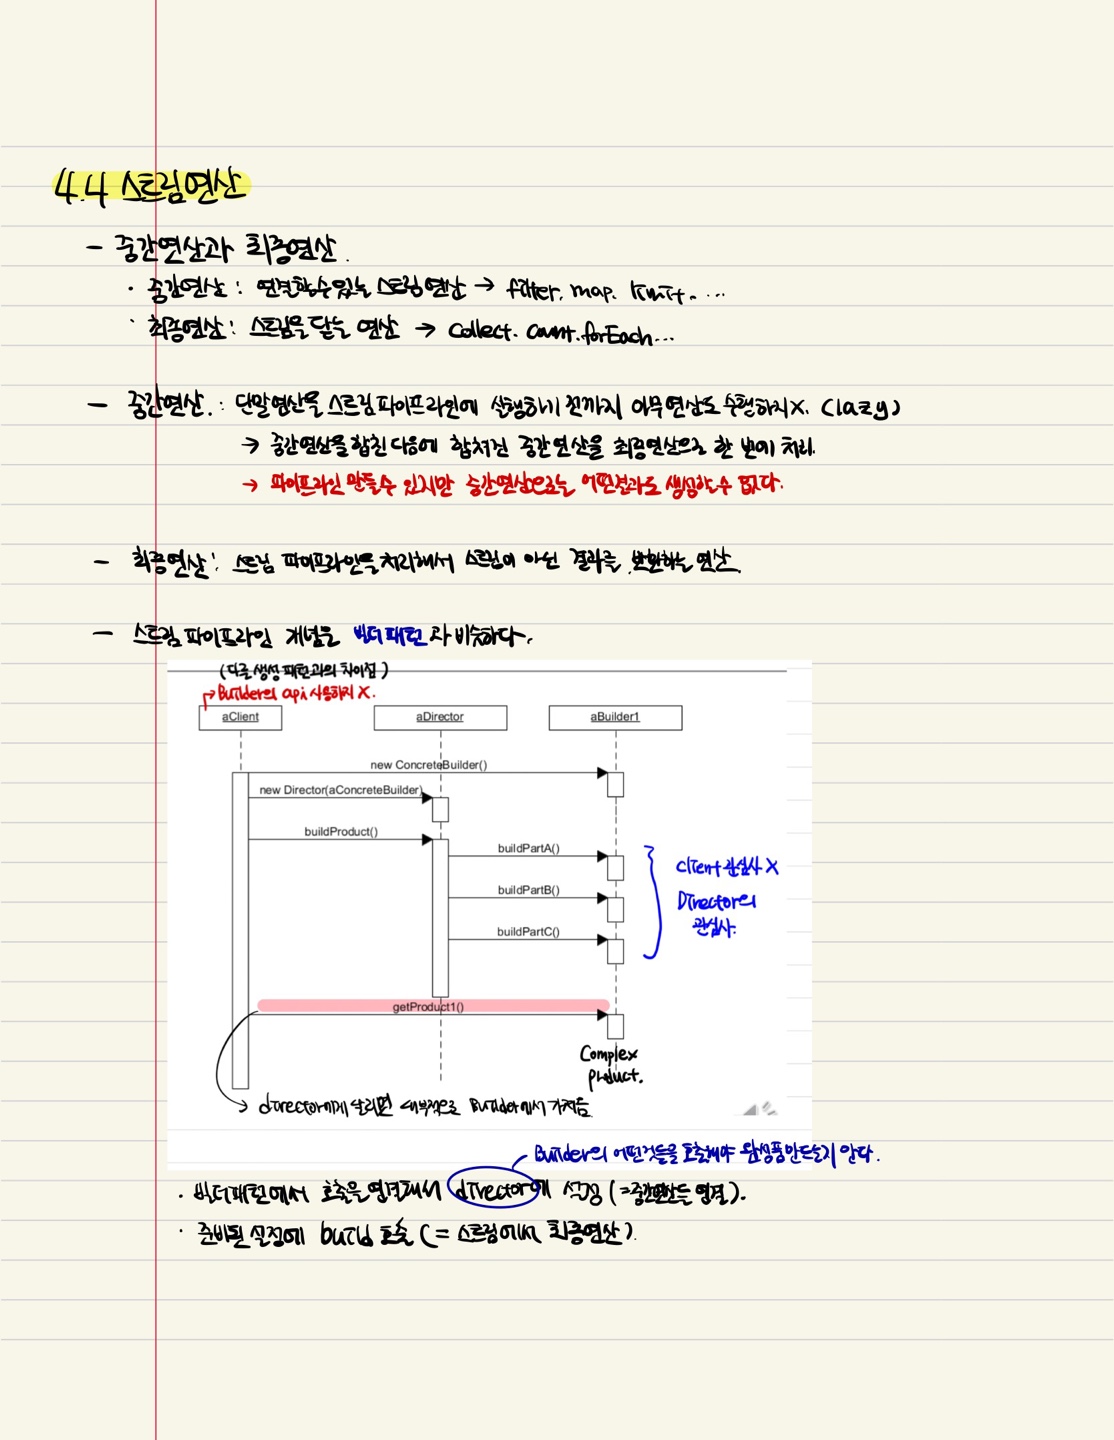 4.4 스트림 연산
- 중간연산과 최종연산.
· 중간연산 : 연결할수있는 스트림 연산 → filter. map. limit. ...
· 최종연산 : 스트림을 닫는 연산 → collect. count. forEach...
- 중간연산 : 단말연산을 스트림 파이프라인에 실행하기 전까지 아무연산도 수행하지X. (lazy)
→ 중간연산을 합친 다음에 합쳐진 중간연산을 최종연산으로 한 번에 처리.
→ 파이프라인 만들수 있지만 중간연산으로는 어떤결과도 생성할수 없다.
- 최종연산 : 스트림 파이프라인을 처리해서 스트림이 아닌 결과를 반환하는 연산.
- 스트림 파이프라인 개념은 빌더 패턴과 비슷하다.
(다른 생성 패턴과의 차이점)
→ Builder의 api 사용하지 X.
aClient aDirector aBuilder1
new ConcreteBuilder()
new Director(aConcreteBuilder)
buildProduct()
buildPartA()
client 관심사 X
buildPartB()
Director의
관심사.
buildPartC()
getProduct1()
Complex
product.
→ director에게 달라면 내부적으로 Builder에서 가져옴
Builder의 어떤것들을 호출해야 완성품만드는지 안다.
· 빌더패턴에서 호출을 연결해서 director에 설정 (=중간연산들 연결).
· 준비된 설정에 build 호출 (= 스트림에서 최종연산).